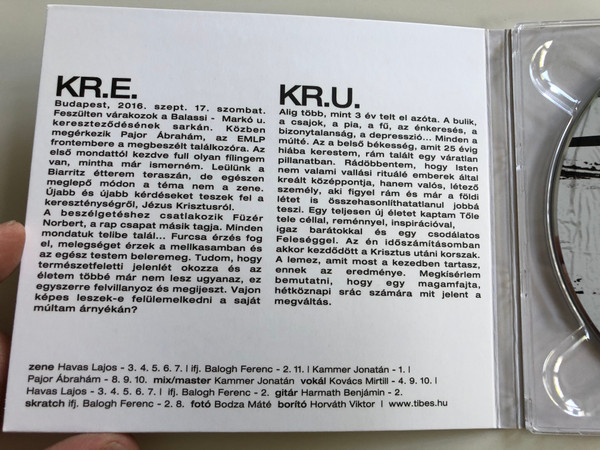 KR.E.
Budapest, 2016. szept. 17. szombat.
Feszülten várakozok a Balassi - Markó u.
kereszteződésének sarkán. Közben
megérkezik Pajor Ábrahám, az EMLP
frontembere a megbeszélt találkozóra. Az
első mondattól kezdve full olyan fílingem
van, mintha már ismerném. Leülünk a
Biarritz étterem teraszán, de egészen
meglepő módon a téma nem a zene.
Újabb és újabb kérdéseket teszek fel a
kereszténységről, Jézus Krisztusról.
A beszélgetéshez csatlakozik Füzér
Norbert, a rap csapat másik tagja. Minden
mondatuk telibe talál... Furcsa érzés fog
el, melegséget érzek a mellkasomban és
az egész testem beleremeg. Tudom, hogy
természetfeletti jelenlét okozza és az
életem többé már nem lesz ugyanaz, ez
egyszerre felvillanyoz és megijeszt. Vajon
képes leszek-e felülemelkedni a saját
múltam árnyékán?
KR.U.
Alig több, mint 3 év telt el azóta. A bulik,
a csajok, a pia, a fű, az énkeresés, a
bizonytalanság, a depresszió... Minden a
múlté. Az a belső békesség, amit 25 évig
hiába kerestem, rám talált egy váratlan
pillanatban. Rádöbbentem, hogy Isten
nem valami vallási rituálé emberek által
kreált középpontja, hanem valós, létező
személy, aki figyel rám és már a földi
létet is összehasonlíthatatlanul jobbá
teszi. Egy teljesen új életet kaptam Tőle
tele céllal, reménnyel, inspirációval,
igaz barátokkal és egy csodálatos
Feleséggel. Az én időszámításomban
akkor kezdődött a Krisztus utáni korszak.
A lemez, amit most a kezedben tartasz,
ennek az eredménye. Megkísérlem
bemutatni, hogy egy magamfajta,
hétköznapi srác számára mit jelent a
megváltás.
zene Havas Lajos - 3. 4. 5. 6. 7. | ifj. Balogh Ferenc - 2. 11. | Kammer Jonatán - 1. |
Pajor Ábrahám - 8. 9. 10. mix/master Kammer Jonatán vokál Kovács Mirtill - 4. 9. 10. |
Havas Lajos - 3. 4. 5. 6. 7. | ifj. Balogh Ferenc - 2. gitár Harmath Benjámin - 2.
skratch ifj. Balogh Ferenc - 2. 8. fotó Bodza Máté borító Horváth Viktor | www.tibes.hu